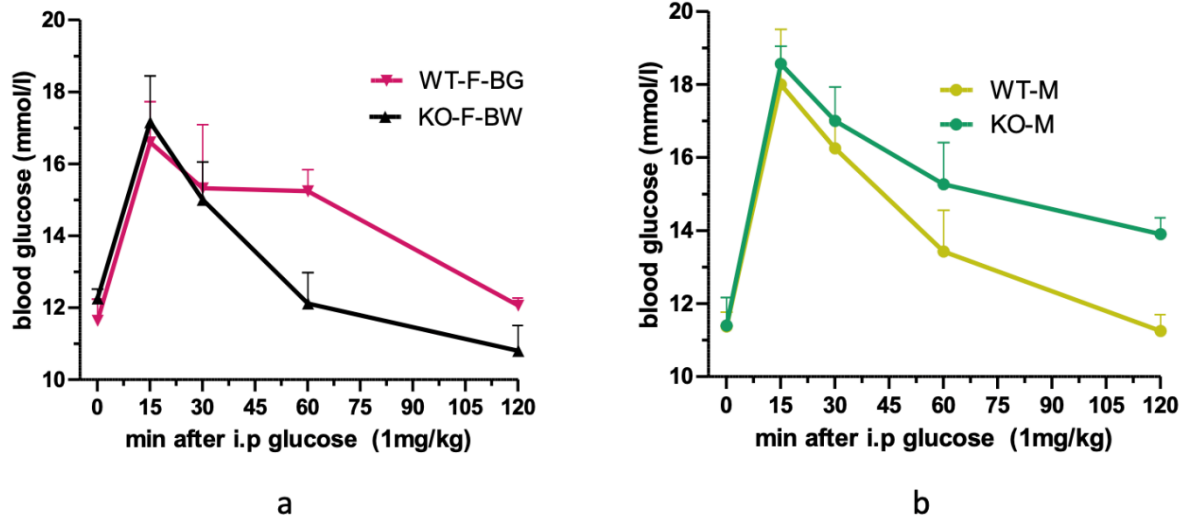 20
18
16
14
12
10
blood glucose (mmol/l)
WT-F-BG
KO-F-BW
0 15 30 45 60 75 90 105 120
min after i.p glucose (1mg/kg)
a
20
18
16
14
12
10
blood glucose (mmol/l)
WT-M
KO-M
0 15 30 45 60 75 90 105 120
min after i.p glucose (1mg/kg)
b